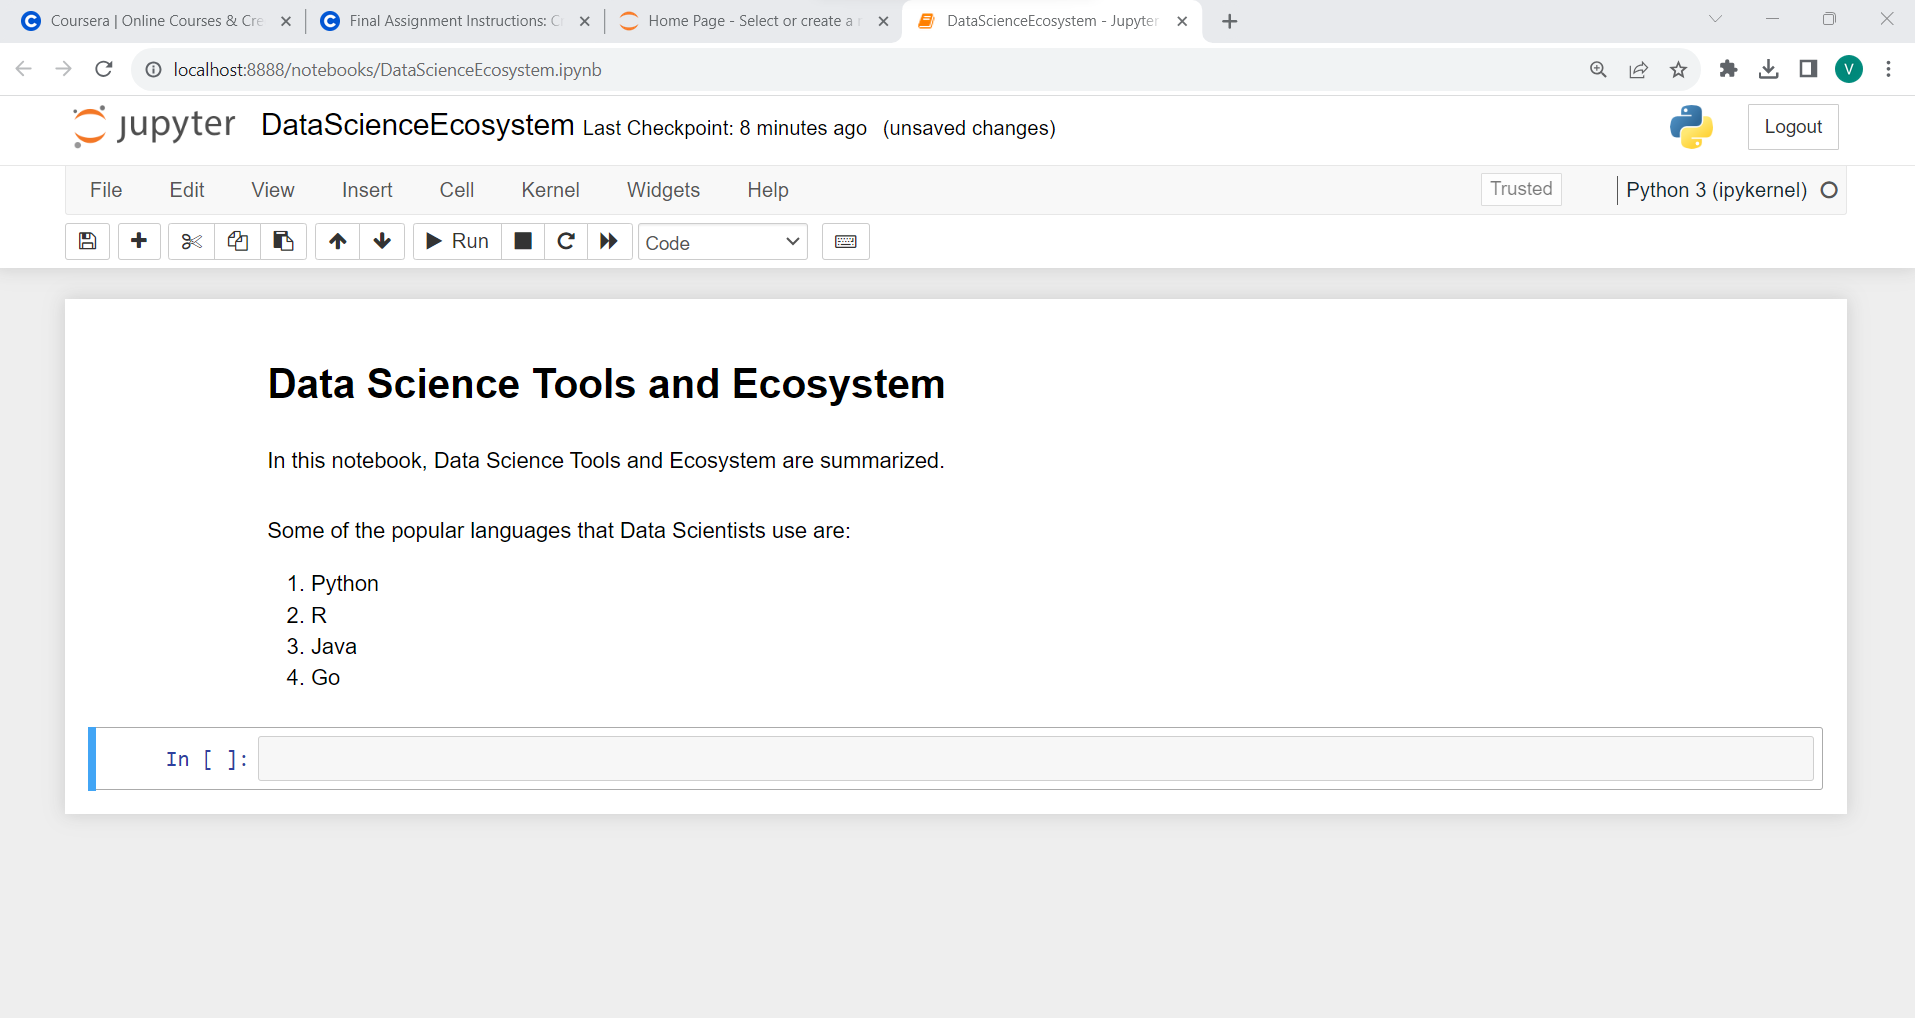 Coursera | Online Courses & Cre
Final Assignment Instructions: C
Home Page - Select or create a
DataScienceEcosystem - Jupyter
localhost:8888/notebooks/DataScienceEcosystem.ipynb
V
jupyter DataScienceEcosystem Last Checkpoint: 8 minutes ago (unsaved changes)
Logout
File Edit View Insert Cell Kernel Widgets Help
Trusted
Python 3 (ipykernel)
Run
Code
Data Science Tools and Ecosystem
In this notebook, Data Science Tools and Ecosystem are summarized.
Some of the popular languages that Data Scientists use are:
1. Python
2. R
3. Java
4. Go
In [ ]: